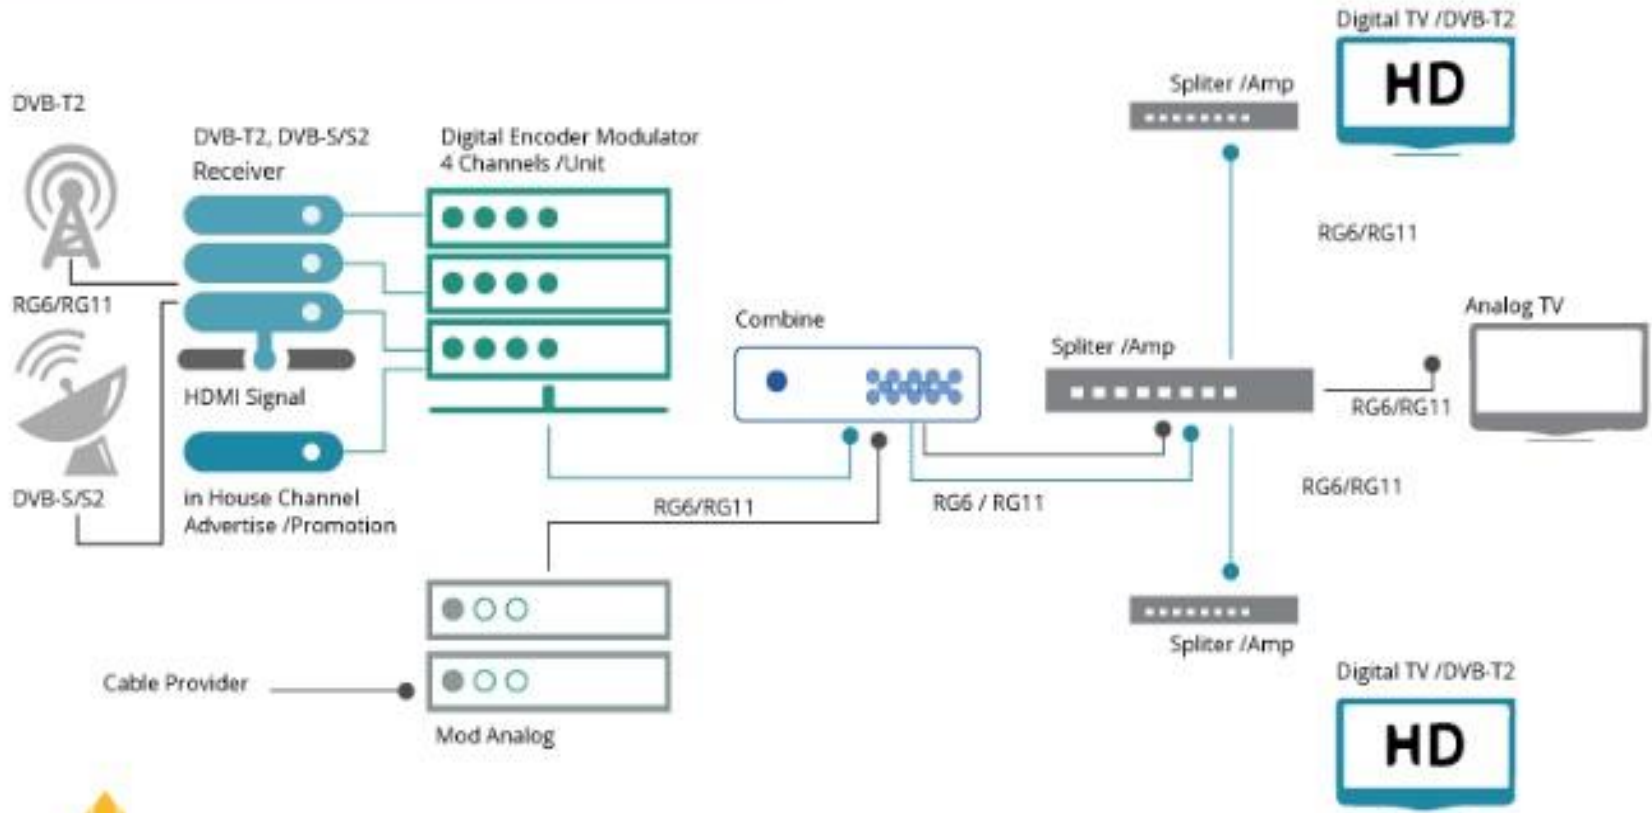 Digital TV /DVB-T2
HD
Spliter /Amp
DVB-T2
DVB-T2, DVB-S/S2
Receiver
Digital Encoder Modulator
4 Channels /Unit
RG6/RG11
RG6/RG11
Combine
Analog TV
Spliter /Amp
HDMI Signal
RG6/RG11
DVB-S/S2
in House Channel
Advertise /Promotion
RG6/RG11
RG6 / RG11
RG6/RG11
Spliter /Amp
Digital TV /DVB-T2
HD
Cable Provider
Mod Analog